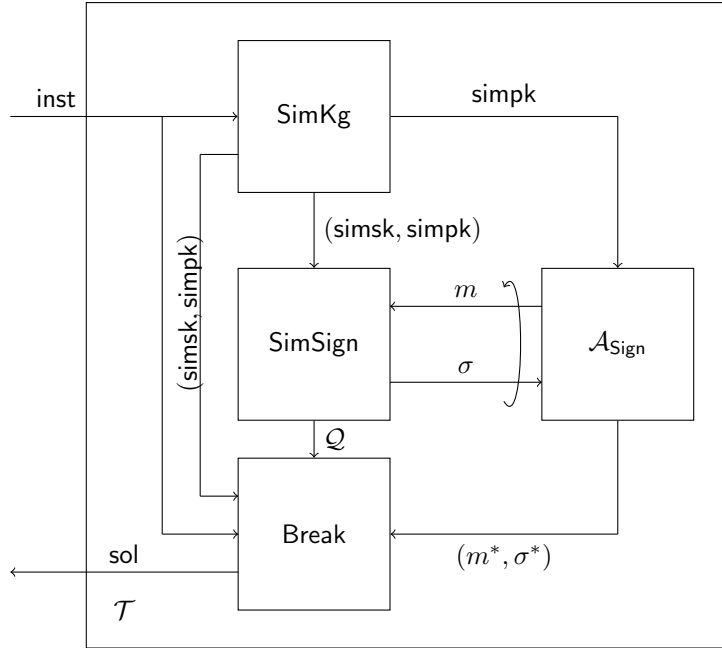 inst
SimKg
simpk
(simsk, simpk)
(simsk, simpk)
m
SimSign
σ
𝒜_Sign
𝒬
Break
(m*, σ*)
sol
𝒯